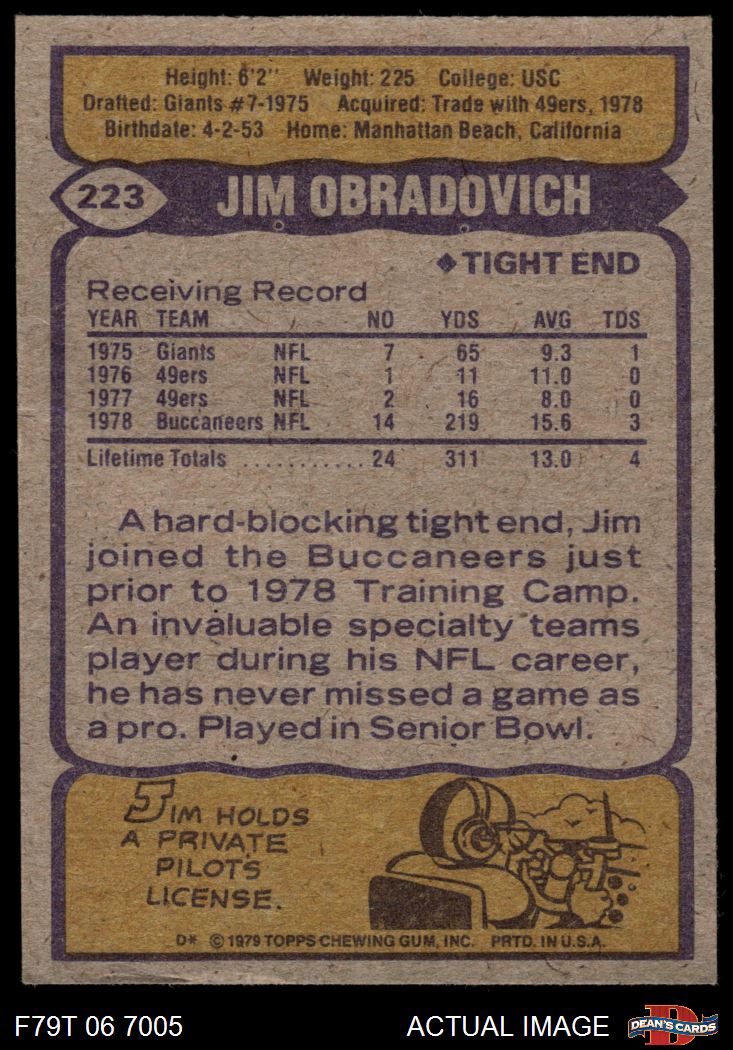 Height: 6'2" Weight: 225 College: USC
Drafted: Giants #7-1975 Acquired: Trade with 49ers, 1978
Birthdate: 4-2-53 Home: Manhattan Beach, California
223 JIM OBRADOVICH
◆TIGHT END
Receiving Record
YEAR TEAM NO YDS AVG TDS
1975 Giants NFL 7 65 9.3 1
1976 49ers NFL 1 11 11.0 0
1977 49ers NFL 2 16 8.0 0
1978 Buccaneers NFL 14 219 15.6 3
Lifetime Totals ........... 24 311 13.0 4
A hard-blocking tight end, Jim
joined the Buccaneers just
prior to 1978 Training Camp.
An invaluable specialty teams
player during his NFL career,
he has never missed a game as
a pro. Played in Senior Bowl.
JIM HOLDS
A PRIVATE
PILOT'S
LICENSE.
D* © 1979 TOPPS CHEWING GUM, INC. PRTD. IN U.S.A.
F79T 06 7005 ACTUAL IMAGE D DEAN'S CARDS